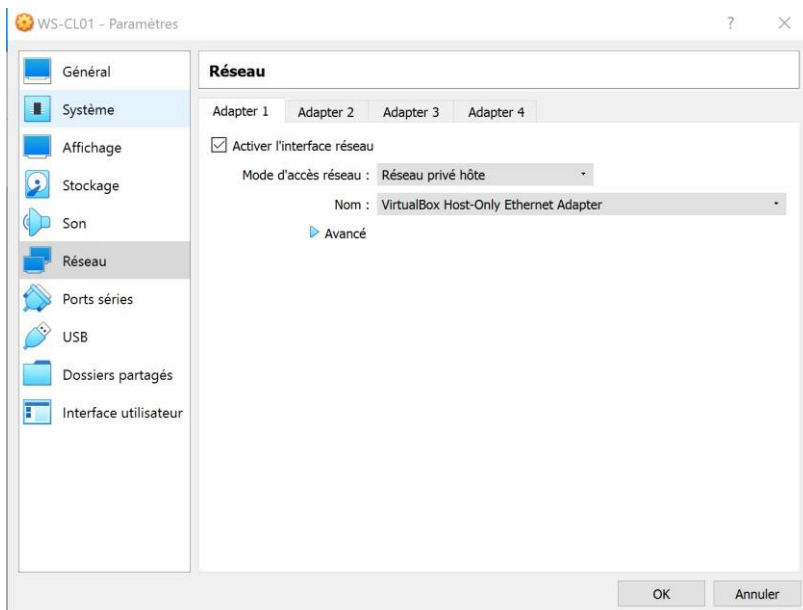 WS-CL01 - Paramètres
?
Général
Système
Affichage
Stockage
Son
Réseau
Ports séries
USB
Dossiers partagés
Interface utilisateur
Réseau
Adapter 1 Adapter 2 Adapter 3 Adapter 4
Activer l'interface réseau
Mode d'accès réseau : Réseau privé hôte
Nom : VirtualBox Host-Only Ethernet Adapter
Avancé
OK Annuler